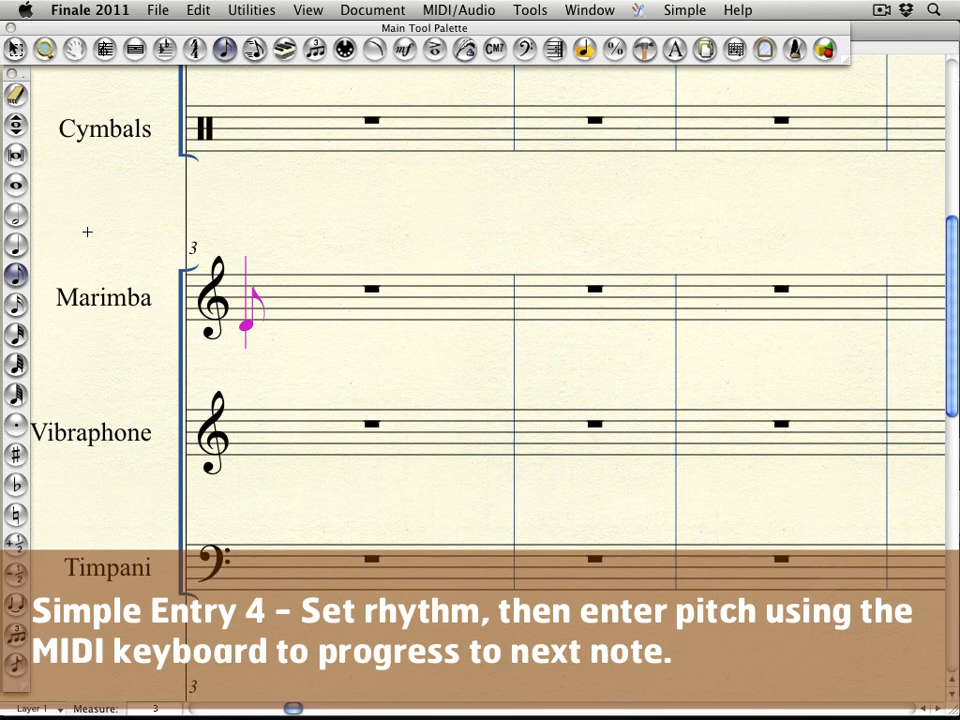 Finale 2011 File Edit Utilities View Document MIDI/Audio Tools Window Simple Help
Main Tool Palette
mf
CM7
%
A
Cymbals
3
Marimba
Vibraphone
Timpani
Simple Entry 4 - Set rhythm, then enter pitch using the
MIDI keyboard to progress to next note.
3
Layer 1 Measure: 3